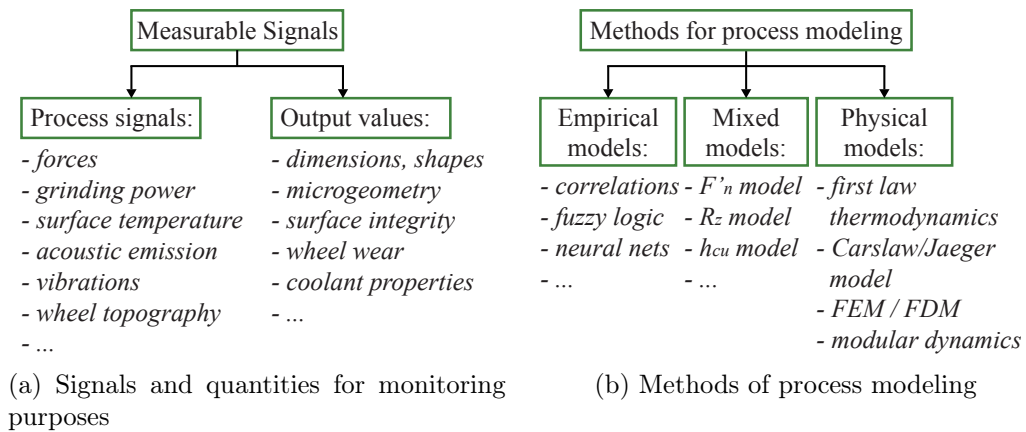 Measurable Signals
Process signals:
- forces
- grinding power
- surface temperature
- acoustic emission
- vibrations
- wheel topography
- ...
Output values:
- dimensions, shapes
- microgeometry
- surface integrity
- wheel wear
- coolant properties
- ...
(a) Signals and quantities for monitoring
purposes
Methods for process modeling
Empirical
models:
- correlations
- fuzzy logic
- neural nets
- ...
Mixed
models:
- F'n model
- Rz model
- hcu model
- ...
Physical
models:
- first law
thermodynamics
- Carslaw/Jaeger
model
- FEM / FDM
- modular dynamics
(b) Methods of process modeling